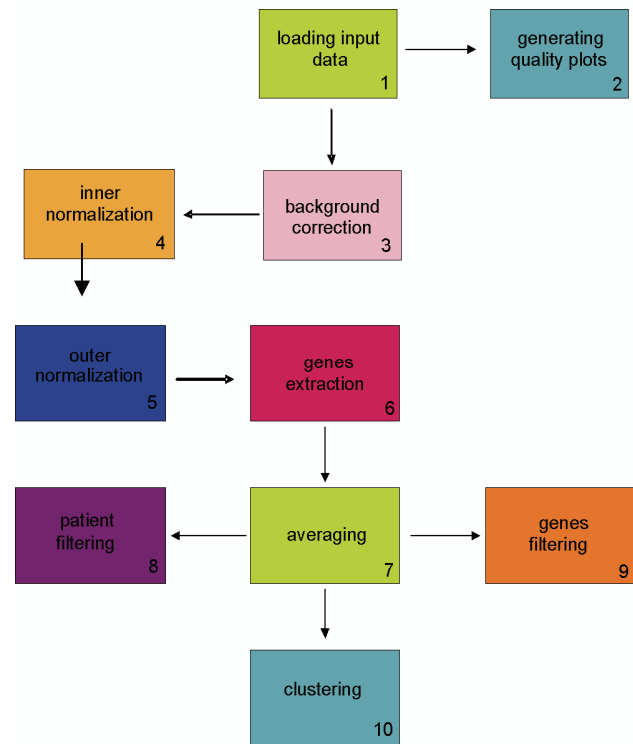 loading input
data
1
generating
quality plots
2
inner
normalization
4
background
correction
3
outer
normalization
5
genes
extraction
6
patient
filtering
8
averaging
7
genes
filtering
9
clustering
10